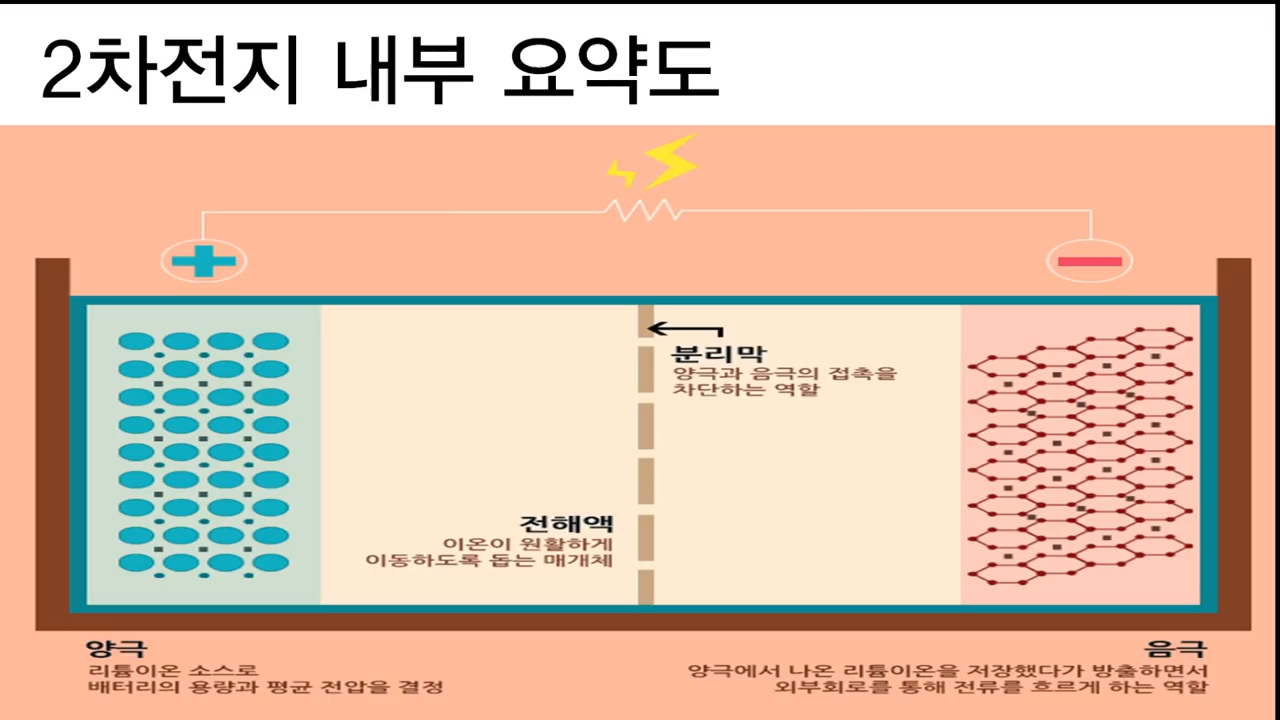 2차전지 내부 요약도
분리막
양극과 음극의 접촉을
차단하는 역할
전해액
이온이 원활하게
이동하도록 돕는 매개체
양극
리튬이온 소스로
배터리의 용량과 평균 전압을 결정
음극
양극에서 나온 리튬이온을 저장했다가 방출하면서
외부회로를 통해 전류를 흐르게 하는 역할